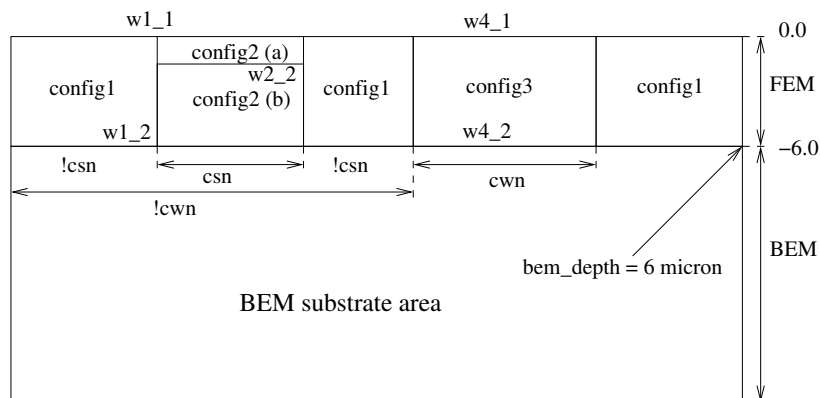 w1_1
w4_1
0.0
config2 (a)
config1
w2_2
config2 (b)
config1
config3
config1
FEM
w1_2
w4_2
−6.0
!csn
csn
!csn
cwn
!cwn
bem_depth = 6 micron
BEM
BEM substrate area